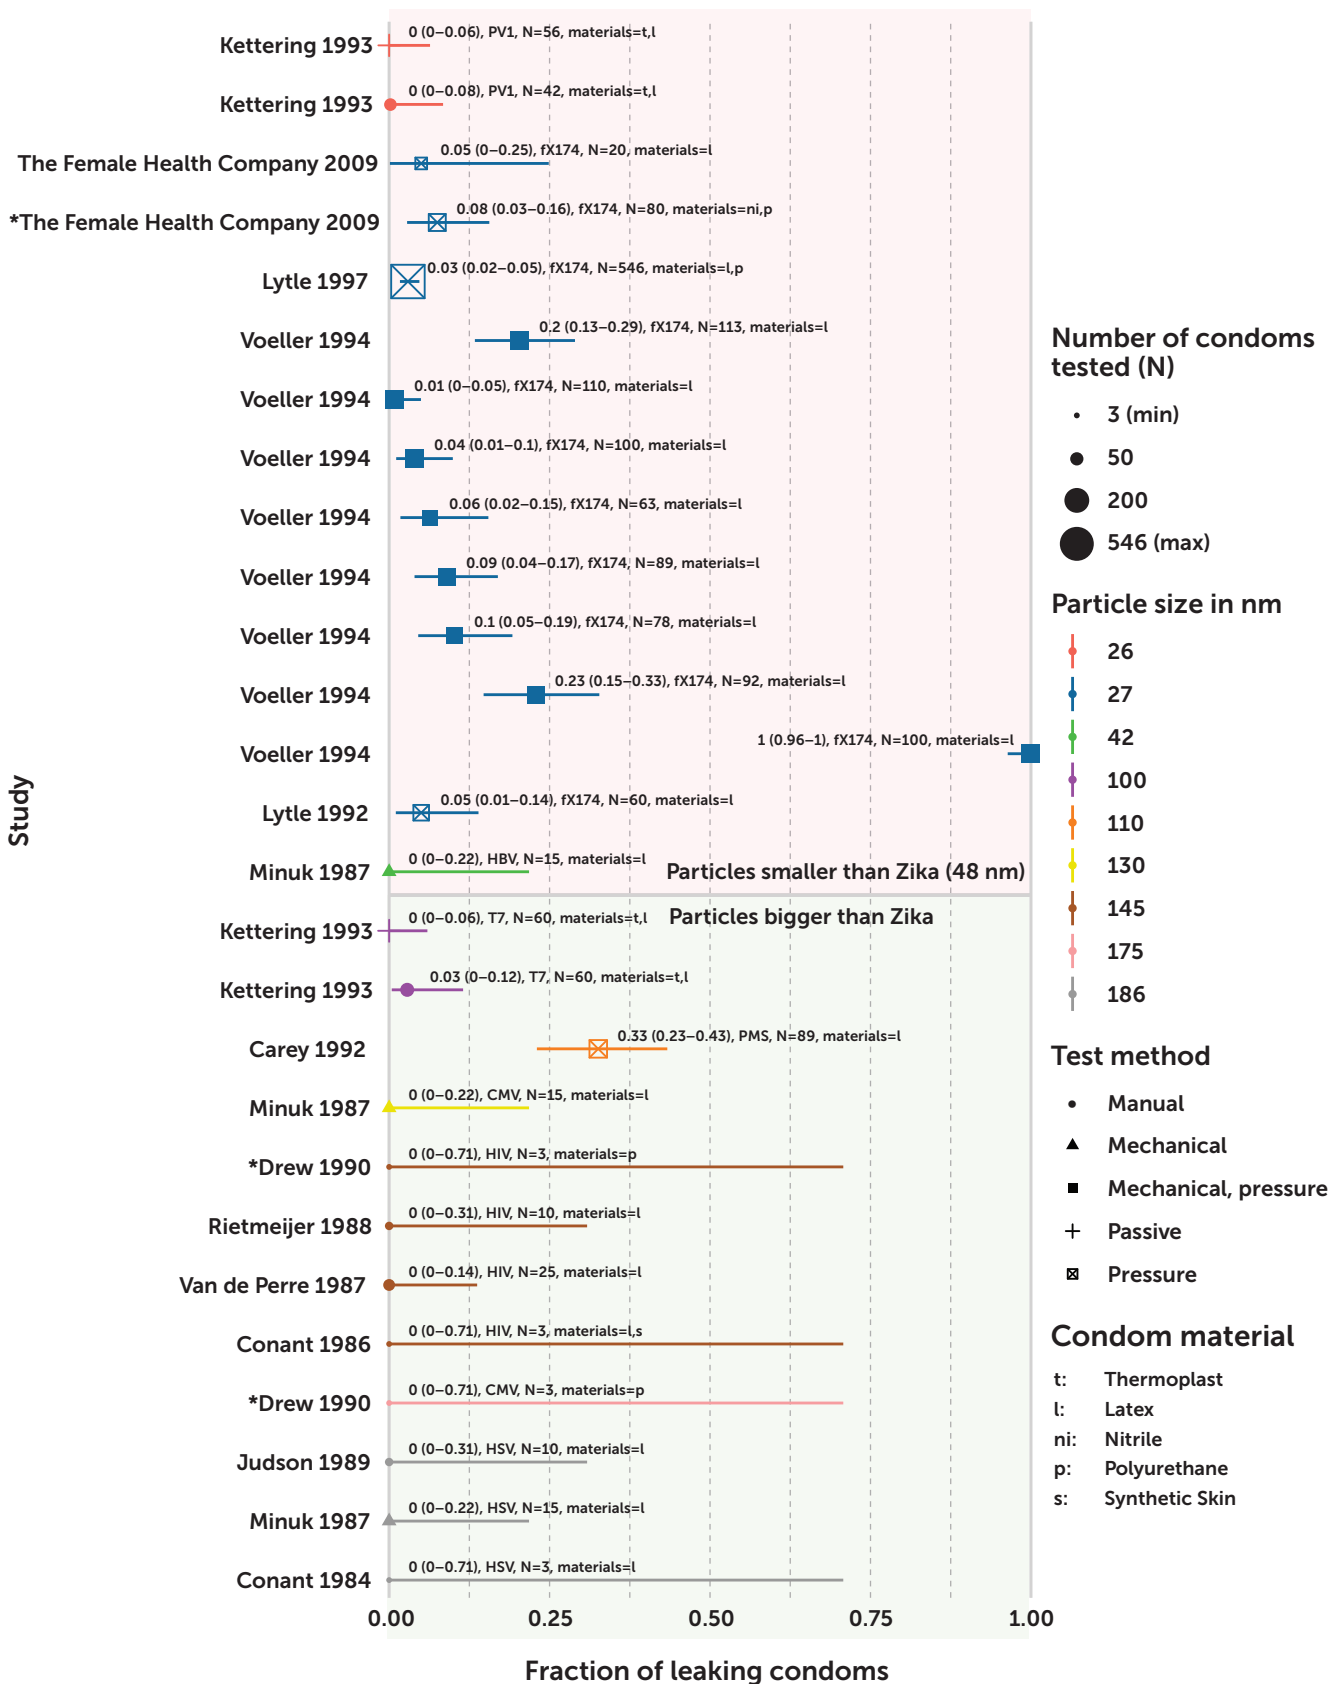 Study
Kettering 1993
0 (0–0.06), PV1, N=56, materials=t,l
Kettering 1993
0 (0–0.08), PV1, N=42, materials=t,l
The Female Health Company 2009
0.05 (0–0.25), fX174, N=20, materials=l
*The Female Health Company 2009
0.08 (0.03–0.16), fX174, N=80, materials=ni,p
Lytle 1997
0.03 (0.02–0.05), fX174, N=546, materials=l,p
Voeller 1994
0.2 (0.13–0.29), fX174, N=113, materials=l
Voeller 1994
0.01 (0–0.05), fX174, N=110, materials=l
Voeller 1994
0.04 (0.01–0.1), fX174, N=100, materials=l
Voeller 1994
0.06 (0.02–0.15), fX174, N=63, materials=l
Voeller 1994
0.09 (0.04–0.17), fX174, N=89, materials=l
Voeller 1994
0.1 (0.05–0.19), fX174, N=78, materials=l
Voeller 1994
0.23 (0.15–0.33), fX174, N=92, materials=l
Voeller 1994
1 (0.96–1), fX174, N=100, materials=l
Lytle 1992
0.05 (0.01–0.14), fX174, N=60, materials=l
Minuk 1987
0 (0–0.22), HBV, N=15, materials=l
Particles smaller than Zika (48 nm)
Particles bigger than Zika
Kettering 1993
0 (0–0.06), T7, N=60, materials=t,l
Kettering 1993
0.03 (0–0.12), T7, N=60, materials=t,l
Carey 1992
0.33 (0.23–0.43), PMS, N=89, materials=l
Minuk 1987
0 (0–0.22), CMV, N=15, materials=l
*Drew 1990
0 (0–0.71), HIV, N=3, materials=p
Rietmeijer 1988
0 (0–0.31), HIV, N=10, materials=l
Van de Perre 1987
0 (0–0.14), HIV, N=25, materials=l
Conant 1986
0 (0–0.71), HIV, N=3, materials=l,s
*Drew 1990
0 (0–0.71), CMV, N=3, materials=p
Judson 1989
0 (0–0.31), HSV, N=10, materials=l
Minuk 1987
0 (0–0.22), HSV, N=15, materials=l
Conant 1984
0 (0–0.71), HSV, N=3, materials=l
0.00 0.25 0.50 0.75 1.00
Fraction of leaking condoms
Number of condoms
tested (N)
3 (min)
50
200
546 (max)
Particle size in nm
26
27
42
100
110
130
145
175
186
Test method
Manual
Mechanical
Mechanical, pressure
Passive
Pressure
Condom material
t: Thermoplast
l: Latex
ni: Nitrile
p: Polyurethane
s: Synthetic Skin